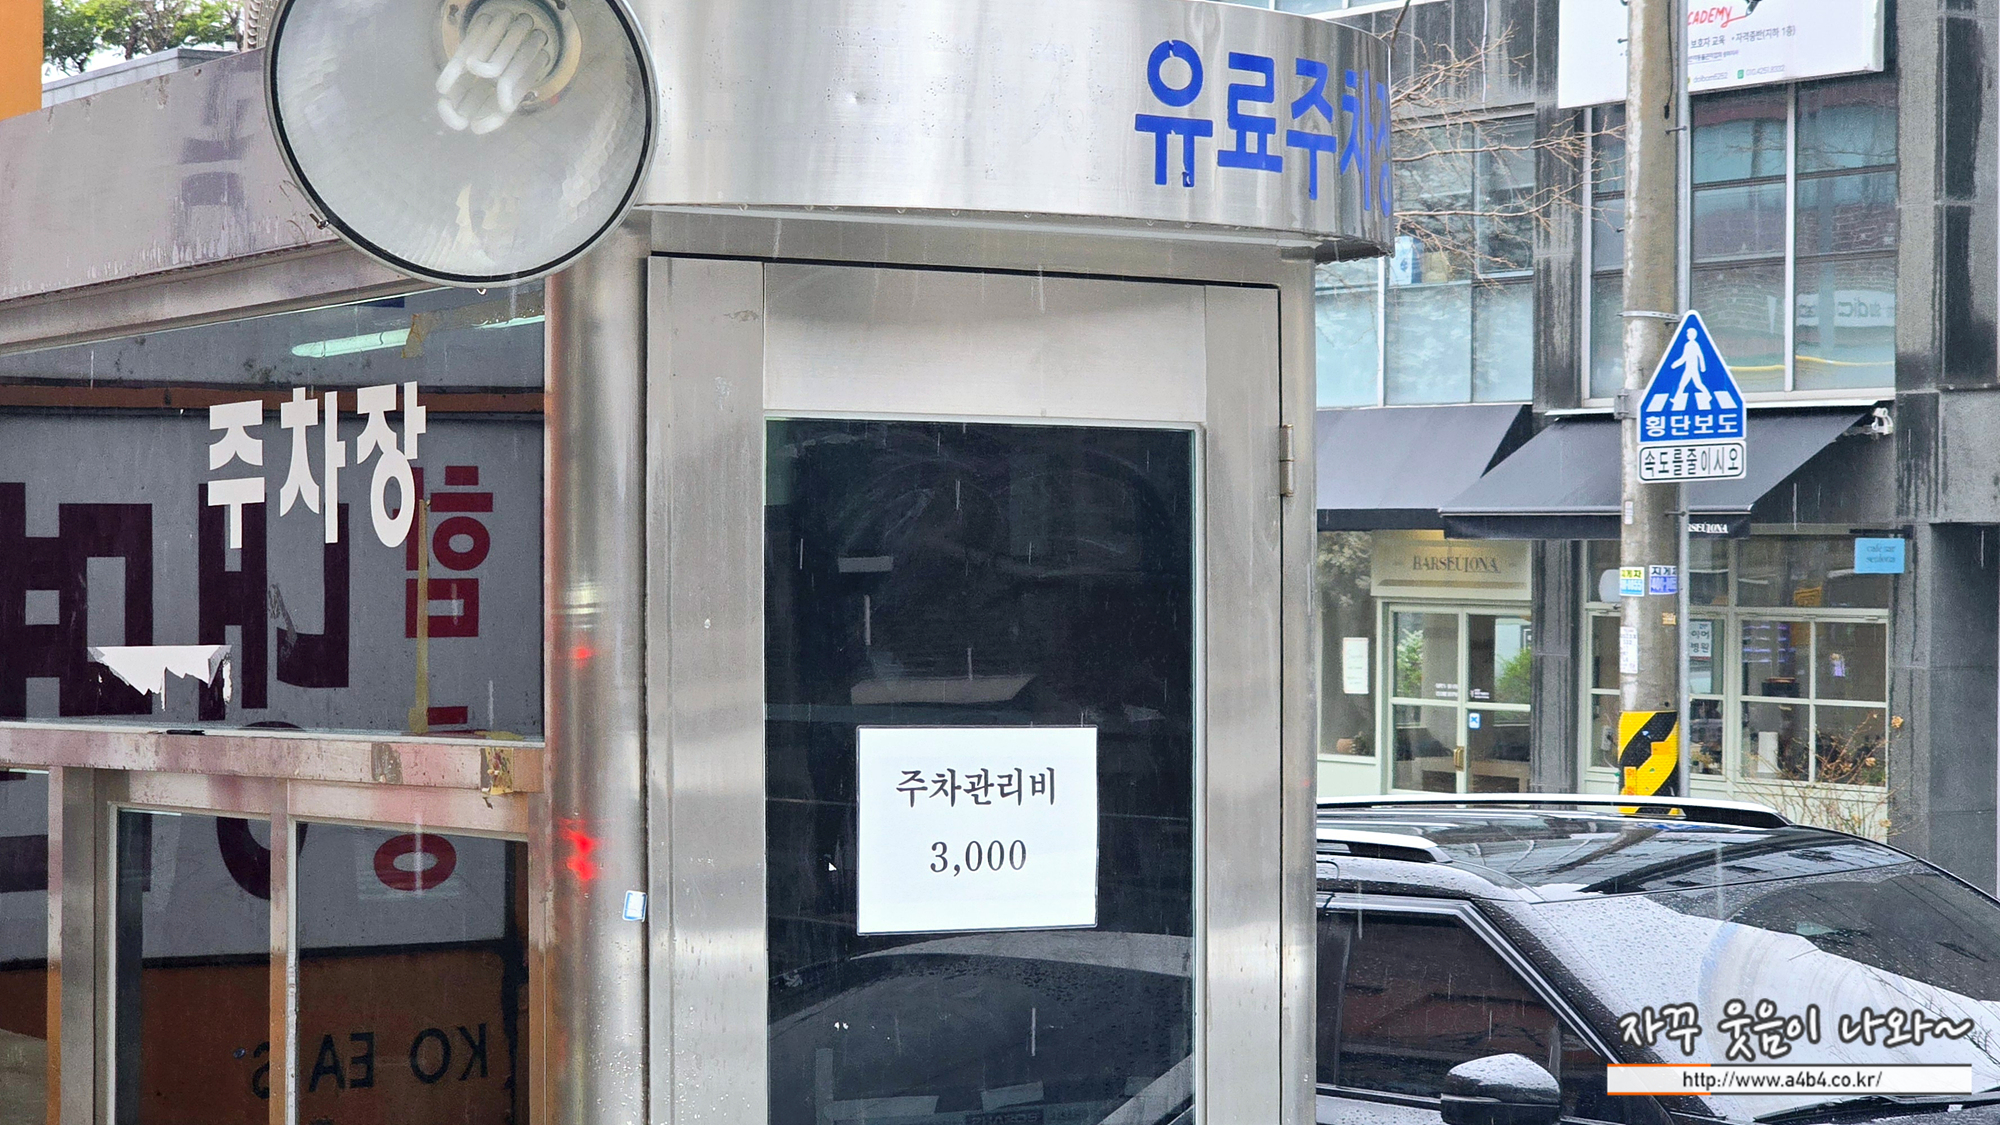 유료주차장
주차장
주차관리비
3,000
횡단보도
속도를줄이시오
BARSEULONA
CADEMY
자꾸 웃음이 나와~
http://www.a4b4.co.kr/